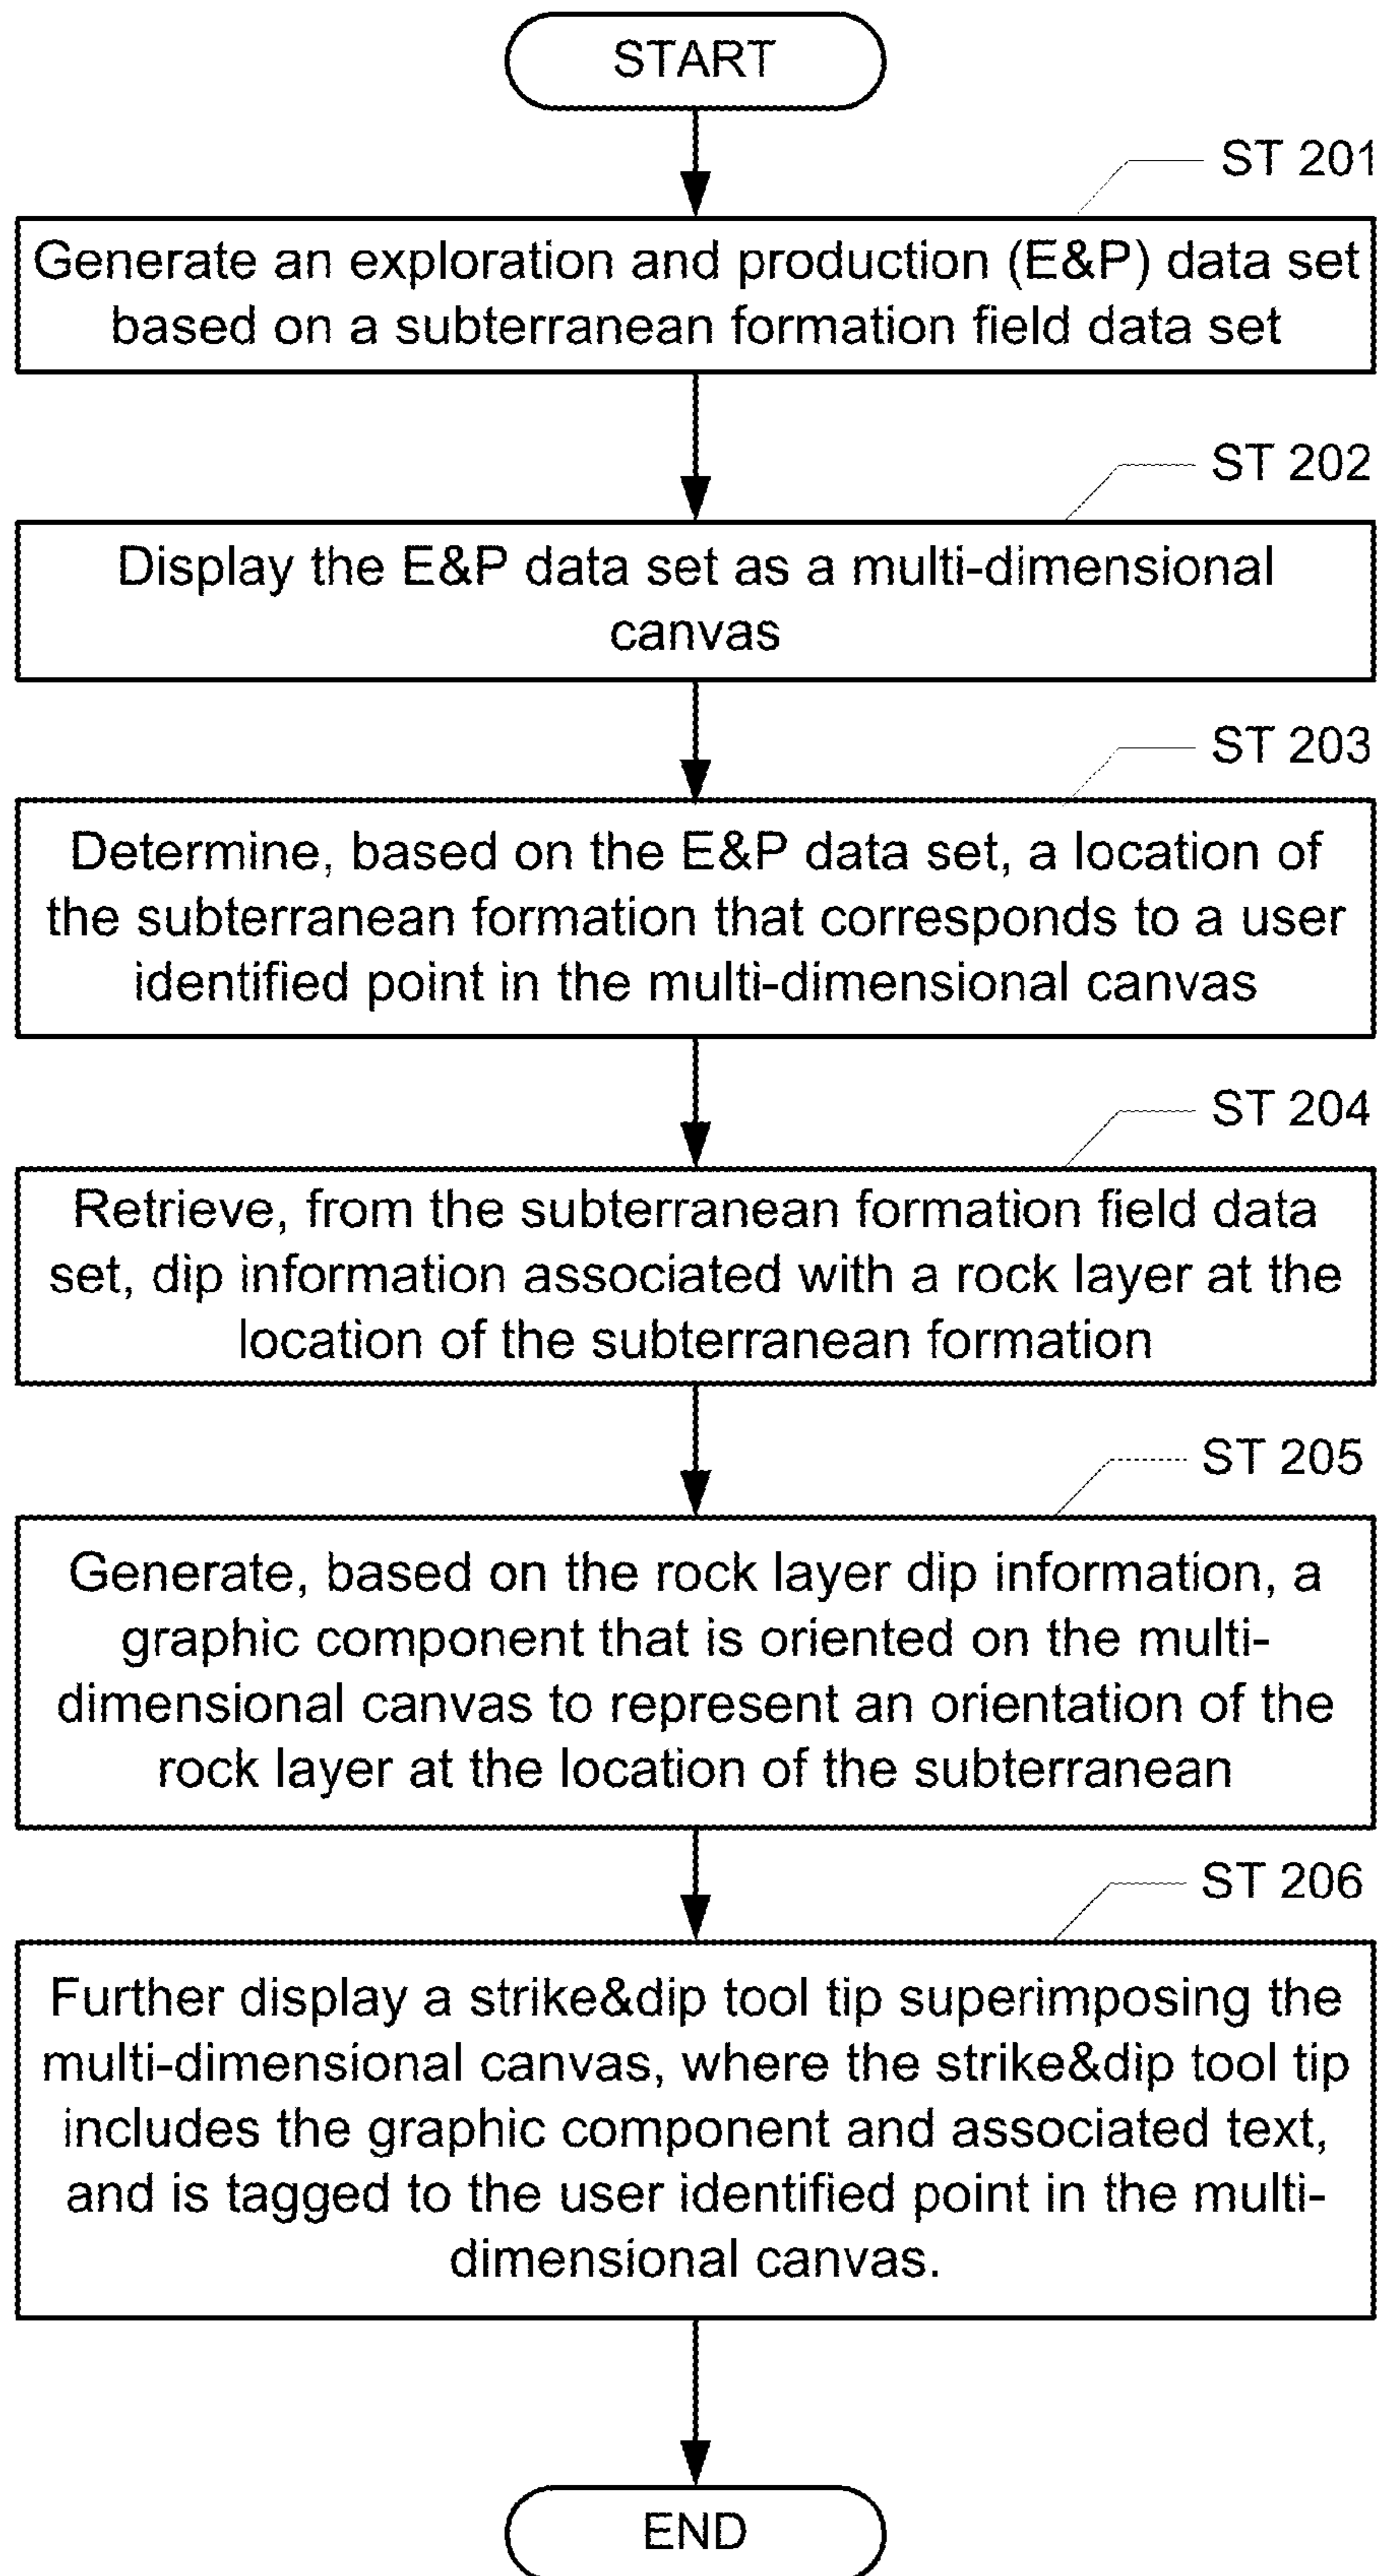 START
ST 201
Generate an exploration and production (E&P) data set
based on a subterranean formation field data set
ST 202
Display the E&P data set as a multi-dimensional
canvas
ST 203
Determine, based on the E&P data set, a location of
the subterranean formation that corresponds to a user
identified point in the multi-dimensional canvas
ST 204
Retrieve, from the subterranean formation field data
set, dip information associated with a rock layer at the
location of the subterranean formation
ST 205
Generate, based on the rock layer dip information, a
graphic component that is oriented on the multi-
dimensional canvas to represent an orientation of the
rock layer at the location of the subterranean
ST 206
Further display a strike&dip tool tip superimposing the
multi-dimensional canvas, where the strike&dip tool tip
includes the graphic component and associated text,
and is tagged to the user identified point in the multi-
dimensional canvas.
END